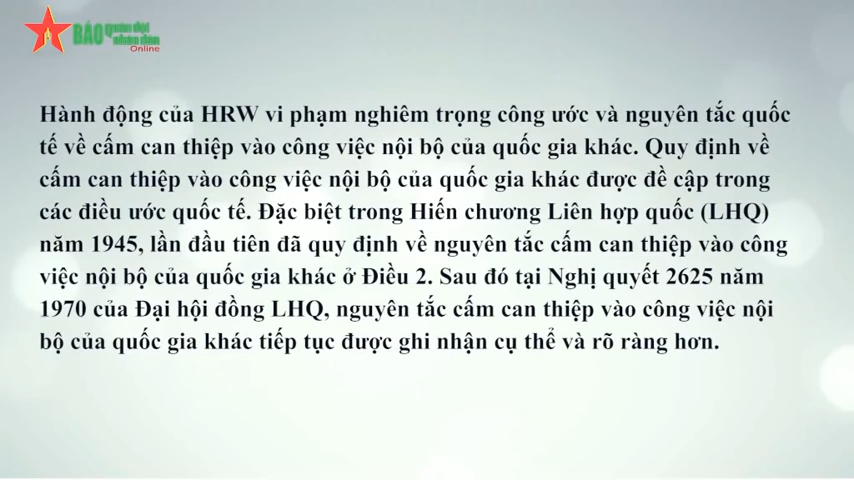 BÁO Quân đội nhân dân
Online
Hành động của HRW vi phạm nghiêm trọng công ước và nguyên tắc quốc
tế về cấm can thiệp vào công việc nội bộ của quốc gia khác. Quy định về
cấm can thiệp vào công việc nội bộ của quốc gia khác được đề cập trong
các điều ước quốc tế. Đặc biệt trong Hiến chương Liên hợp quốc (LHQ)
năm 1945, lần đầu tiên đã quy định về nguyên tắc cấm can thiệp vào công
việc nội bộ của quốc gia khác ở Điều 2. Sau đó tại Nghị quyết 2625 năm
1970 của Đại hội đồng LHQ, nguyên tắc cấm can thiệp vào công việc nội
bộ của quốc gia khác tiếp tục được ghi nhận cụ thể và rõ ràng hơn.